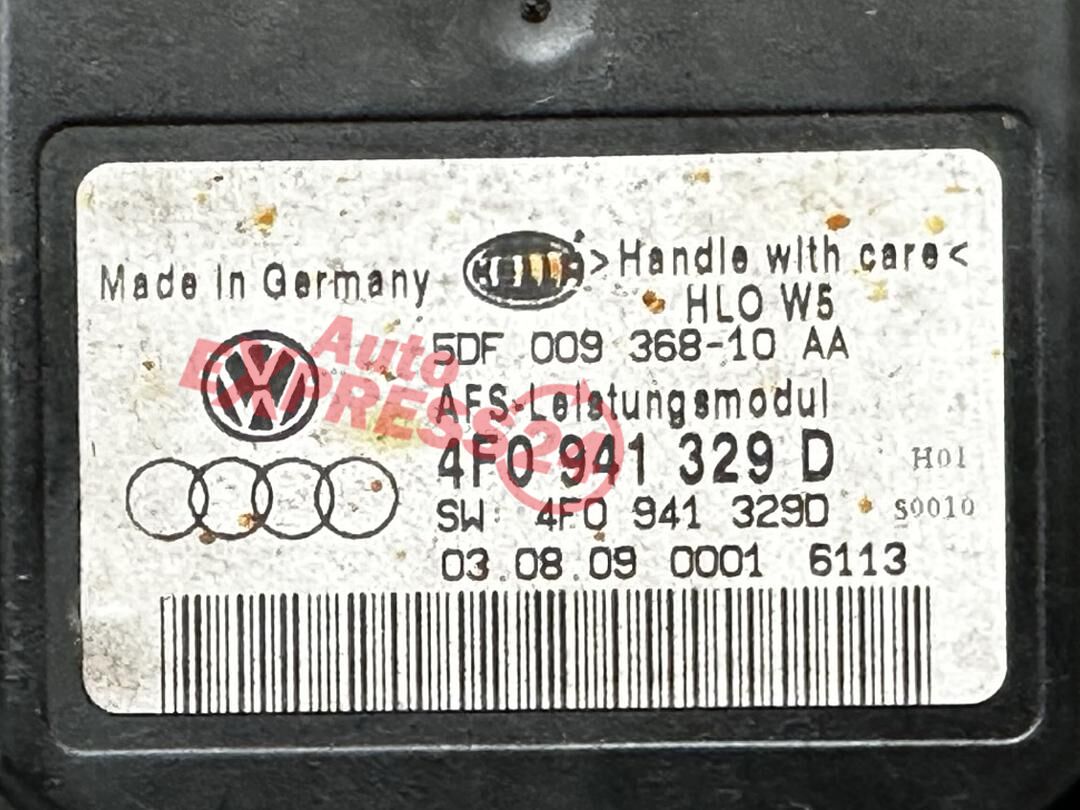 Made in Germany HELLA >Handle with care<
HLO W5
5DF 009 368-10 AA
AFS-Leistungsmodul
4F0 941 329 D H01
SW: 4F0 941 329D S0010
03.08.09 0001 6113
Auto
EXPRESS24